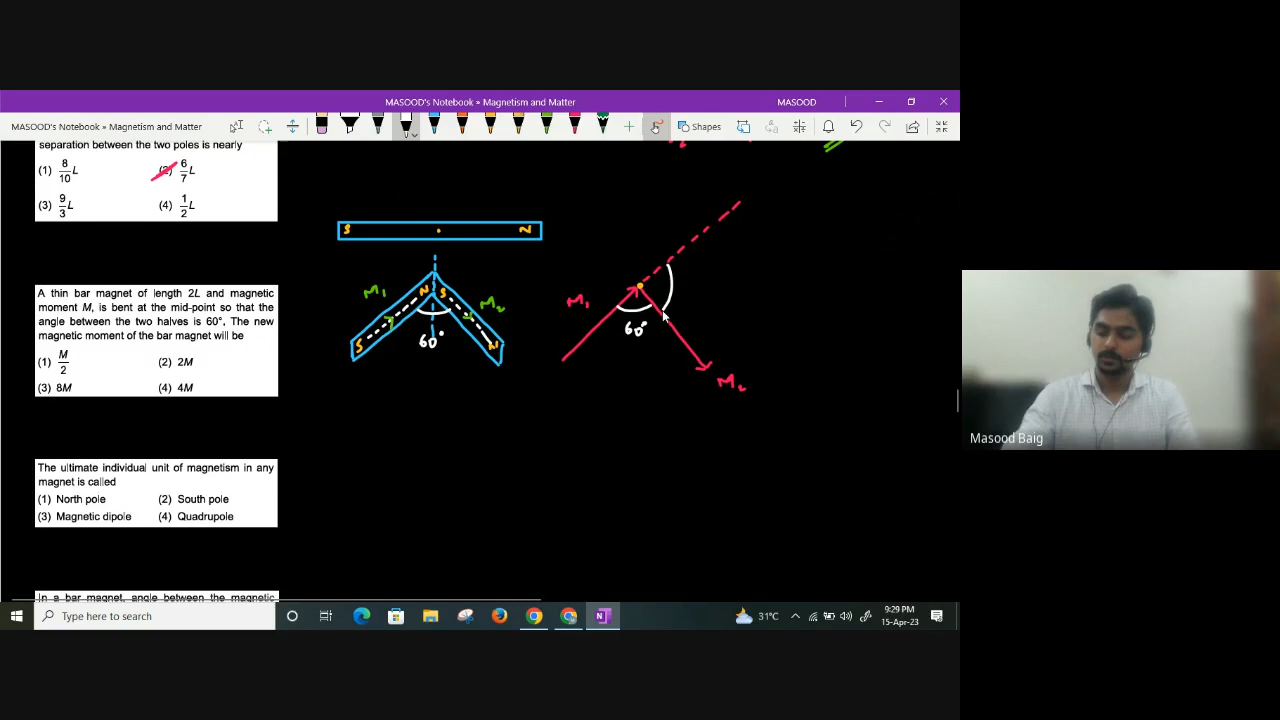 MASOOD's Notebook » Magnetism and Matter
MASOOD
MASOOD's Notebook » Magnetism and Matter
Shapes
separation between the two poles is nearly
(1) 8/10 L (2) 6/7 L
(3) 9/3 L (4) 1/2 L
S N
A thin bar magnet of length 2L and magnetic
moment M, is bent at the mid-point so that the
angle between the two halves is 60°. The new
magnetic moment of the bar magnet will be
(1) M/2 (2) 2M
(3) 8M (4) 4M
M₁ N S M₂
S 60° N
M₁
60°
M₂
Masood Baig
The ultimate individual unit of magnetism in any
magnet is called
(1) North pole (2) South pole
(3) Magnetic dipole (4) Quadrupole
In a bar magnet, angle between the magnetic
Type here to search
31°C
9:29 PM
15-Apr-23